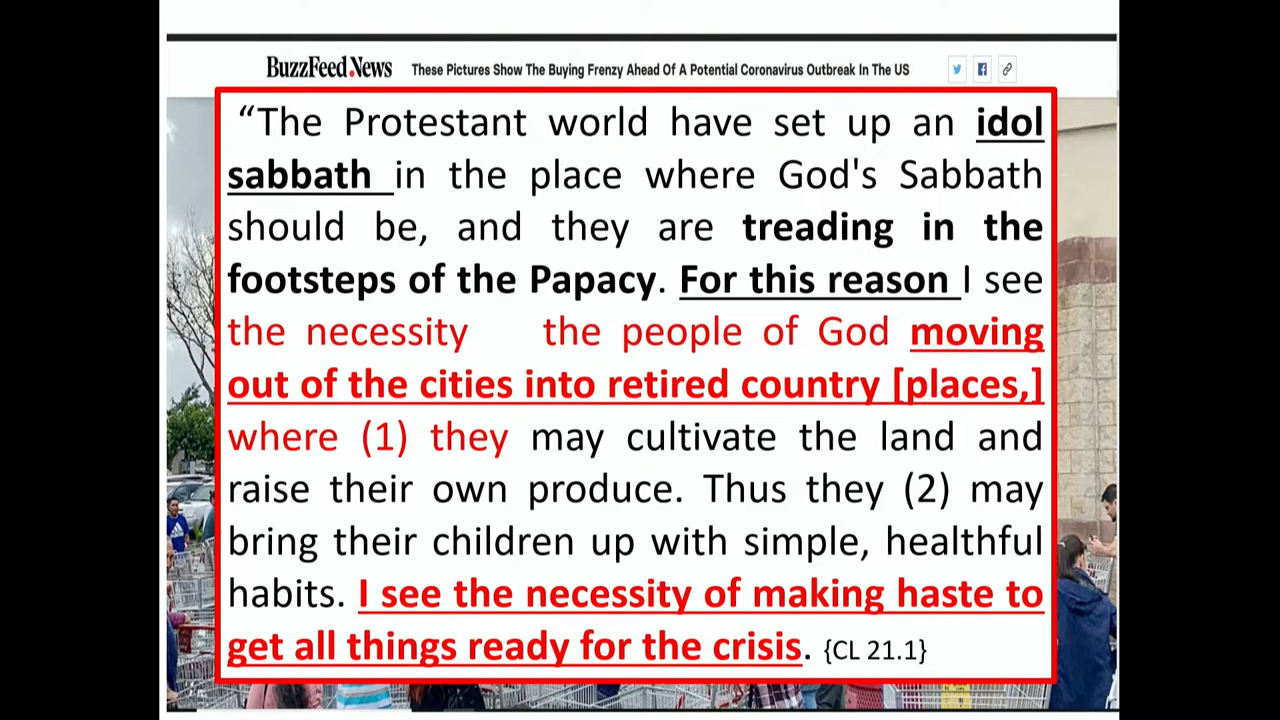 BuzzFeed News These Pictures Show The Buying Frenzy Ahead Of A Potential Coronavirus Outbreak In The US
“The Protestant world have set up an idol
sabbath in the place where God's Sabbath
should be, and they are treading in the
footsteps of the Papacy. For this reason I see
the necessity the people of God moving
out of the cities into retired country [places,]
where (1) they may cultivate the land and
raise their own produce. Thus they (2) may
bring their children up with simple, healthful
habits. I see the necessity of making haste to
get all things ready for the crisis. {CL 21.1}